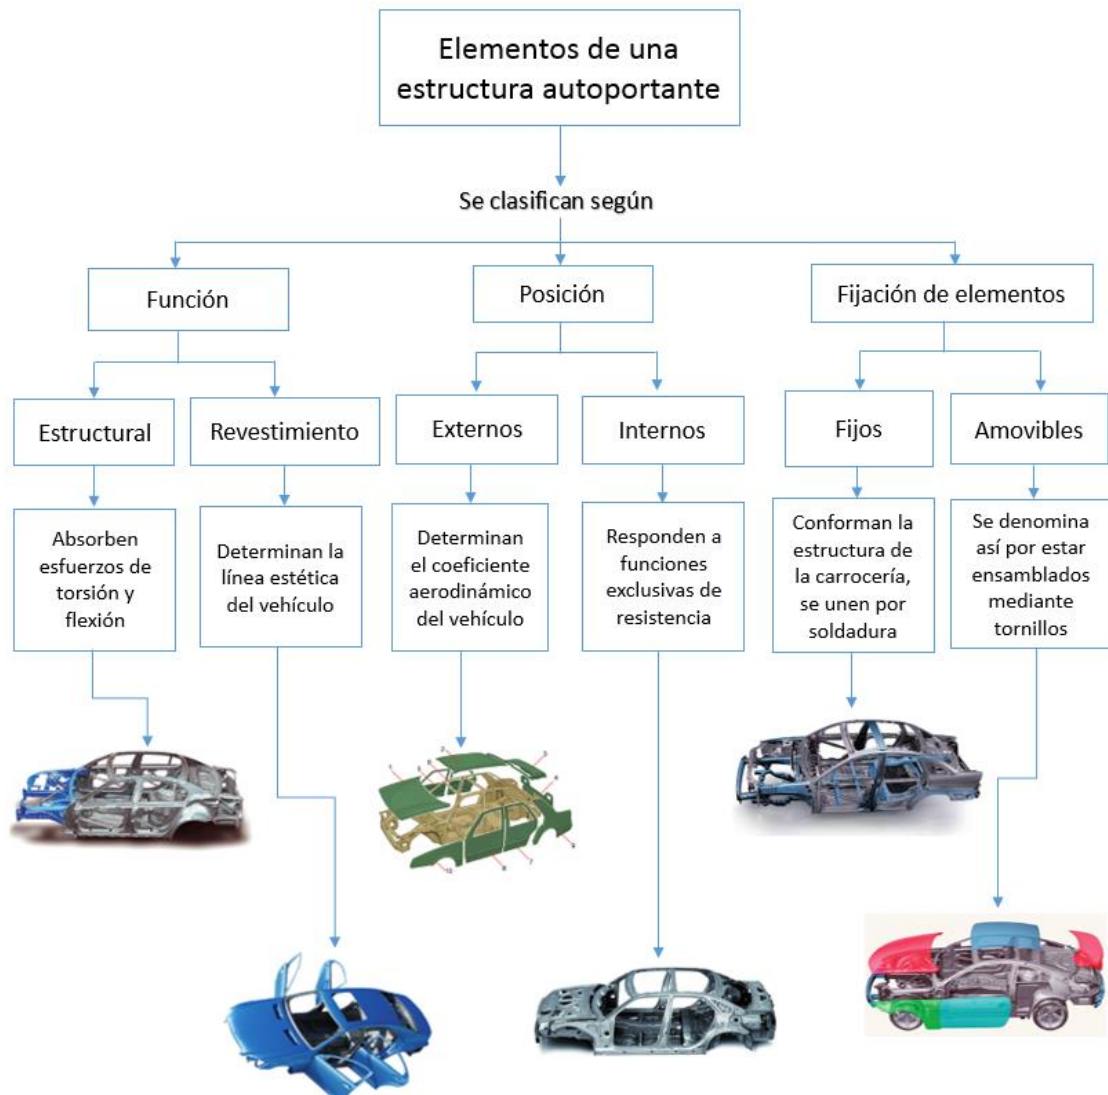 Elementos de una
estructura autoportante
Se clasifican según
Función
Posición
Fijación de elementos
Estructural
Revestimiento
Externos
Internos
Fijos
Amovibles
Absorben
esfuerzos de
torsión y
flexión
Determinan la
línea estética
del vehículo
Determinan
el coeficiente
aerodinámico
del vehículo
Responden a
funciones
exclusivas de
resistencia
Conforman la
estructura de
la carrocería,
se unen por
soldadura
Se denomina
así por estar
ensamblados
mediante
tornillos